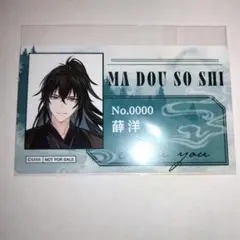 MA DOU SO SHI
No.0000
薛洋
you
NOT FOR SALE